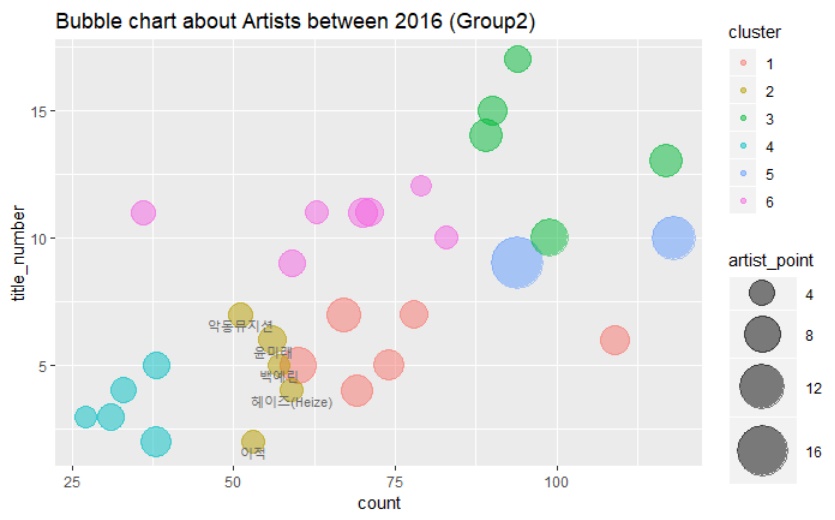 Bubble chart about Artists between 2016 (Group2)
title_number
15
10
5
악동뮤지션
윤미래
백예린
헤이즈(Heize)
이적
25
50
75
100
count
cluster
1
2
3
4
5
6
artist_point
4
8
12
16